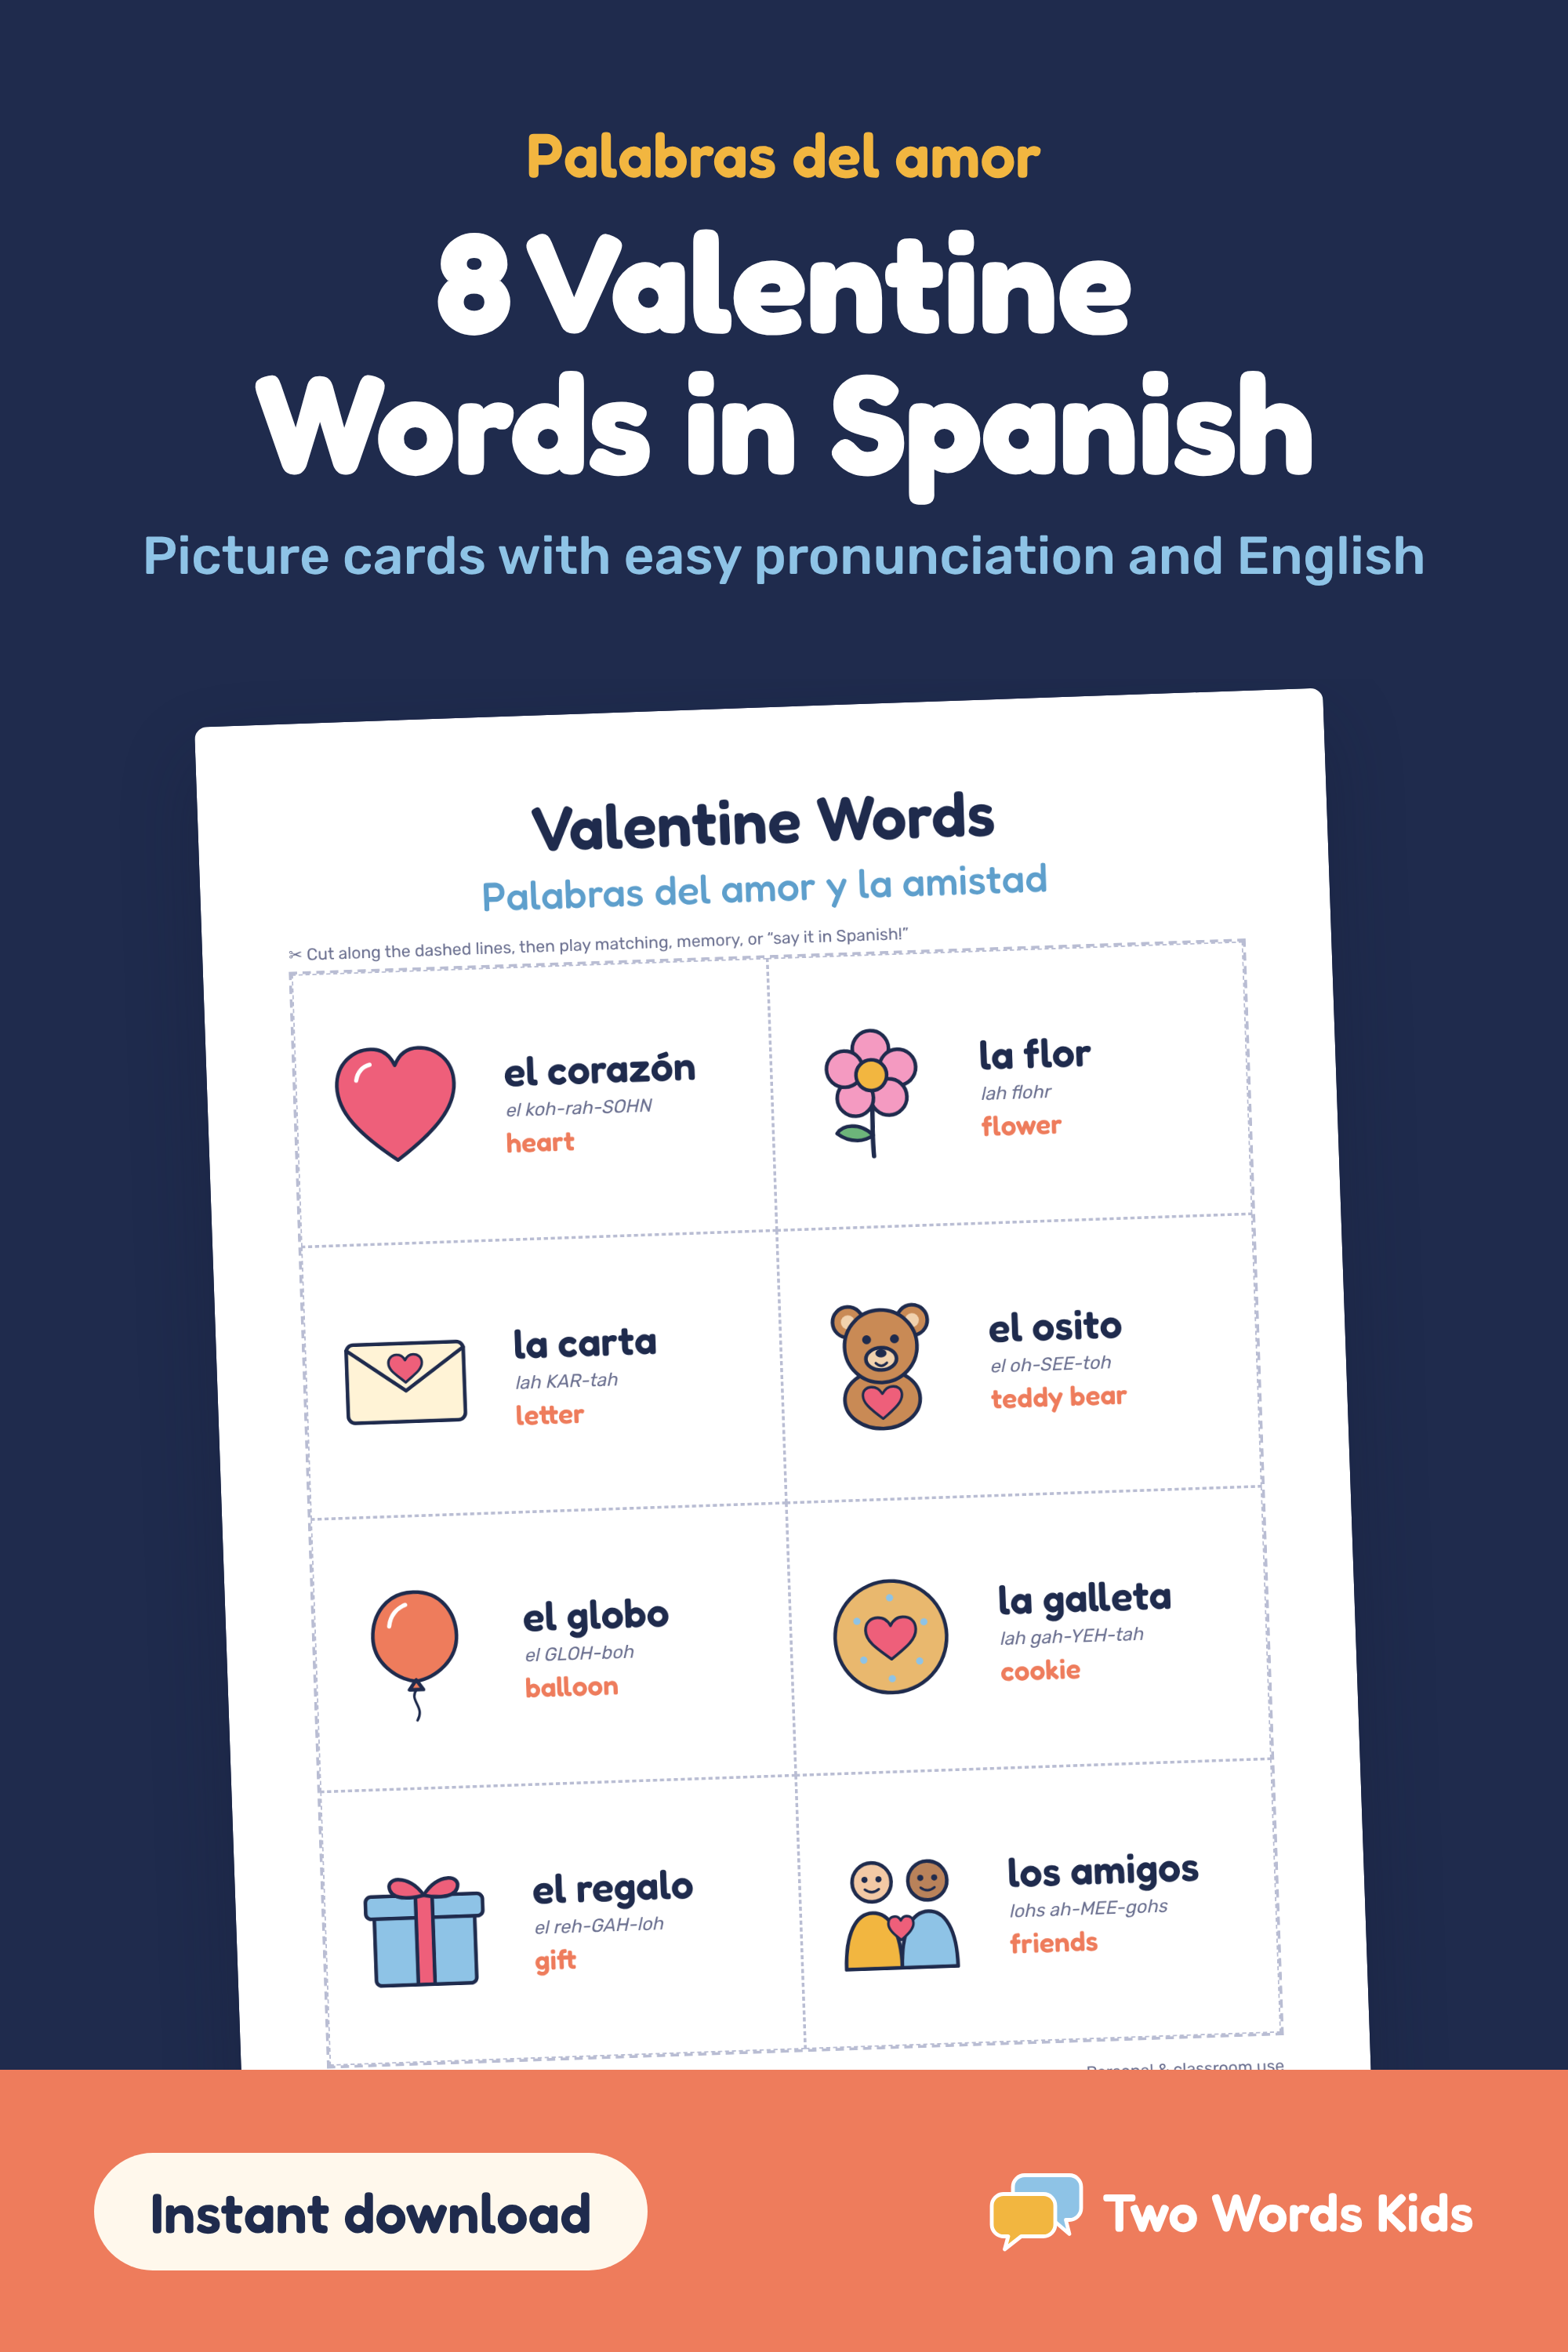 Palabras del amor
8 Valentine
Words in Spanish
Picture cards with easy pronunciation and English
Valentine Words
Palabras del amor y la amistad
✂ Cut along the dashed lines, then play matching, memory, or “say it in Spanish!”
el corazón
el koh-rah-SOHN
heart
la flor
lah flohr
flower
la carta
lah KAR-tah
letter
el osito
el oh-SEE-toh
teddy bear
el globo
el GLOH-boh
balloon
la galleta
lah gah-YEH-tah
cookie
el regalo
el reh-GAH-loh
gift
los amigos
lohs ah-MEE-gohs
friends
Personal & classroom use
Instant download
Two Words Kids